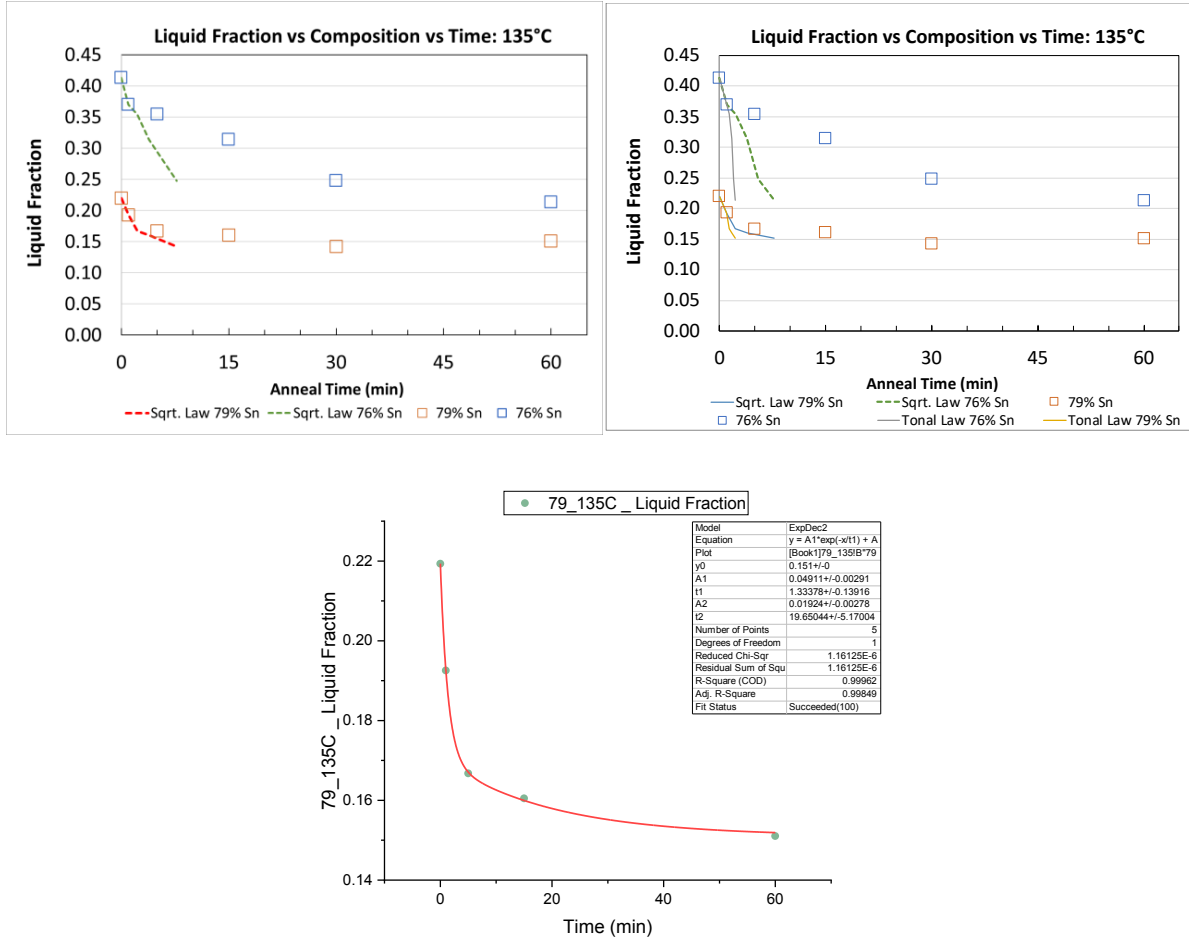 Liquid Fraction vs Composition vs Time: 135°C
0.45
0.40
0.35
0.30
0.25
0.20
0.15
0.10
0.05
0.00
Liquid Fraction
0 15 30 45 60
Anneal Time (min)
Sqrt. Law 79% Sn Sqrt. Law 76% Sn 79% Sn 76% Sn
Liquid Fraction vs Composition vs Time: 135°C
0.45
0.40
0.35
0.30
0.25
0.20
0.15
0.10
0.05
0.00
Liquid Fraction
0 15 30 45 60
Anneal Time (min)
Sqrt. Law 79% Sn Sqrt. Law 76% Sn 79% Sn
76% Sn Tonal Law 76% Sn Tonal Law 79% Sn
79_135C _ Liquid Fraction
Model ExpDec2
Equation y = A1*exp(-x/t1) + A
Plot [Book1]79_135!B"79
y0 0.151+/-0
A1 0.04911+/-0.00291
t1 1.33378+/-0.13916
A2 0.01924+/-0.00278
t2 19.65044+/-5.17004
Number of Points 5
Degrees of Freedom 1
Reduced Chi-Sqr 1.16125E-6
Residual Sum of Squ 1.16125E-6
R-Square (COD) 0.99962
Adj. R-Square 0.99849
Fit Status Succeeded(100)
0.22
0.20
0.18
0.16
0.14
79_135C _ Liquid Fraction
0 20 40 60
Time (min)